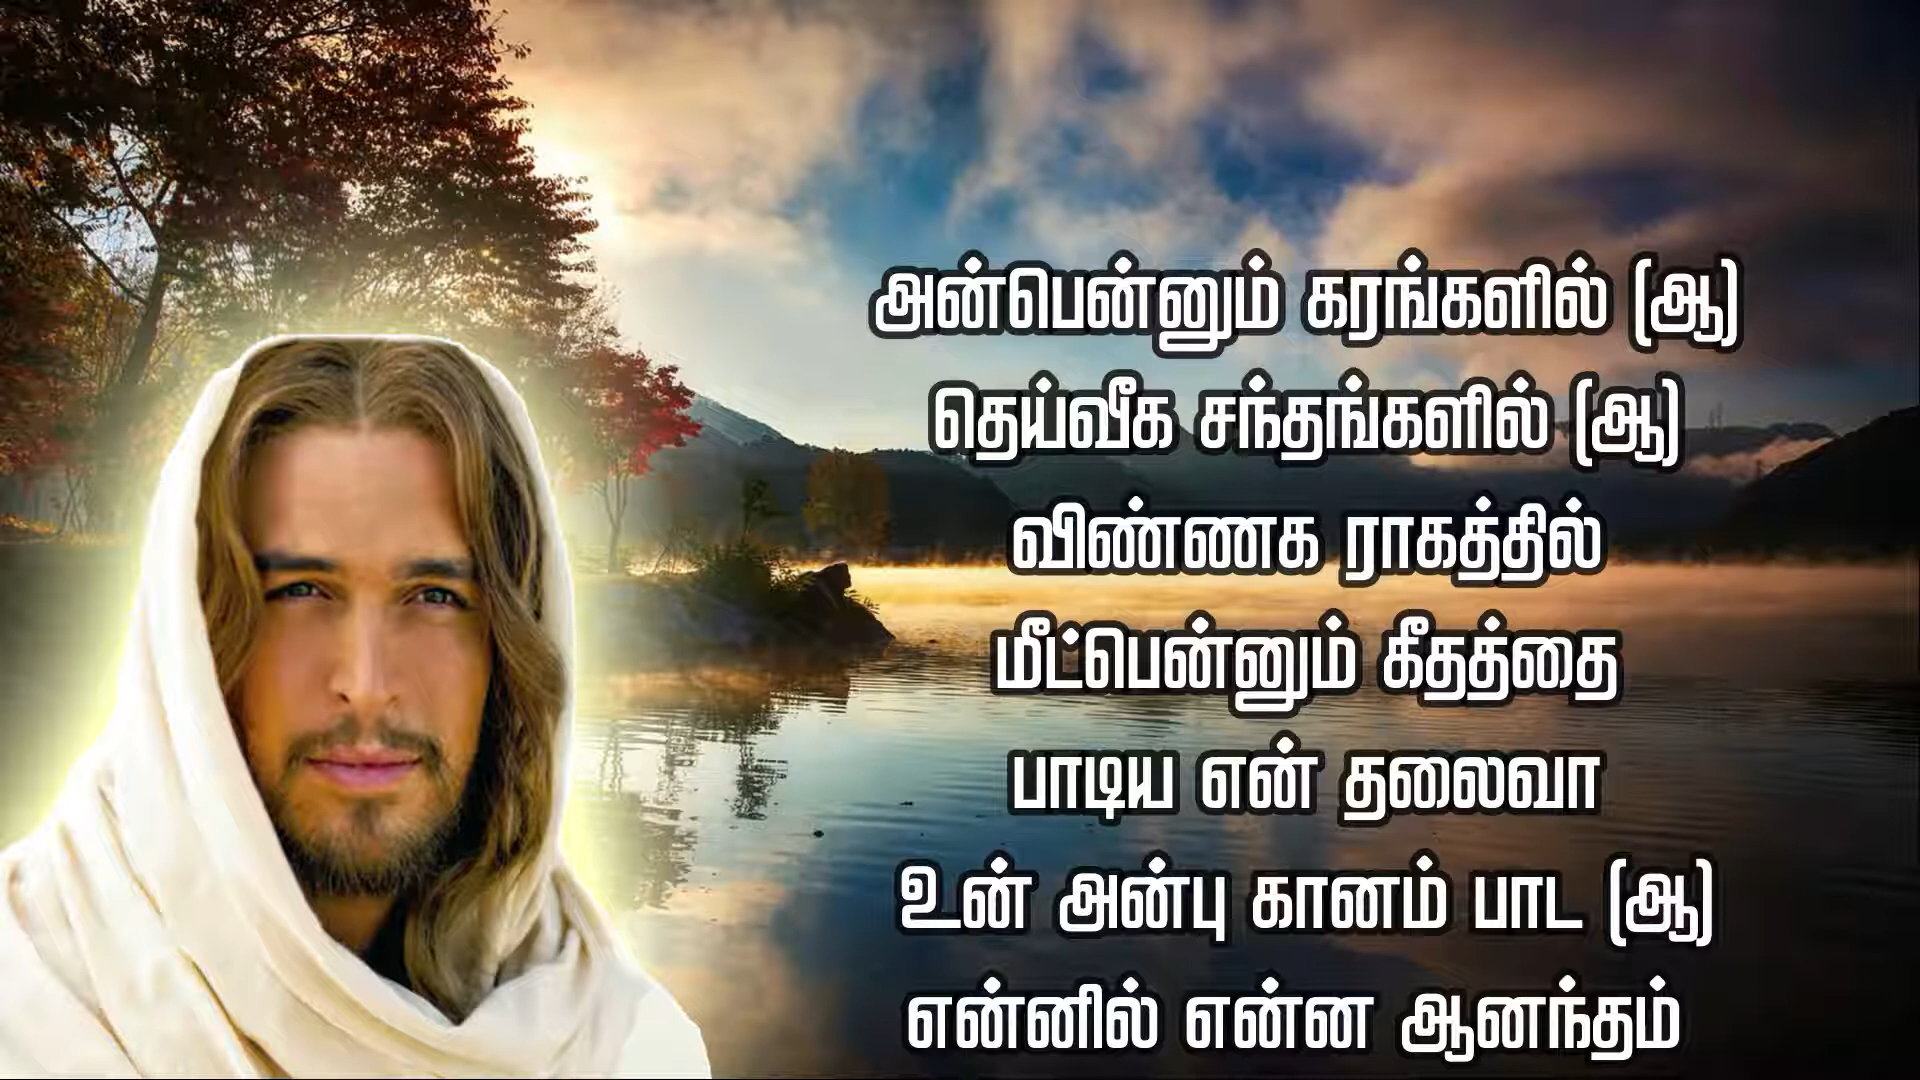 அன்பென்னும் கரங்களில் (ஆ)
தெய்வீக சந்தங்களில் (ஆ)
விண்ணக ராகத்தில்
மீட்பென்னும் கீதத்தை
பாடிய என் தலைவா
உன் அன்பு கானம் பாட (ஆ)
என்னில் என்ன ஆனந்தம்